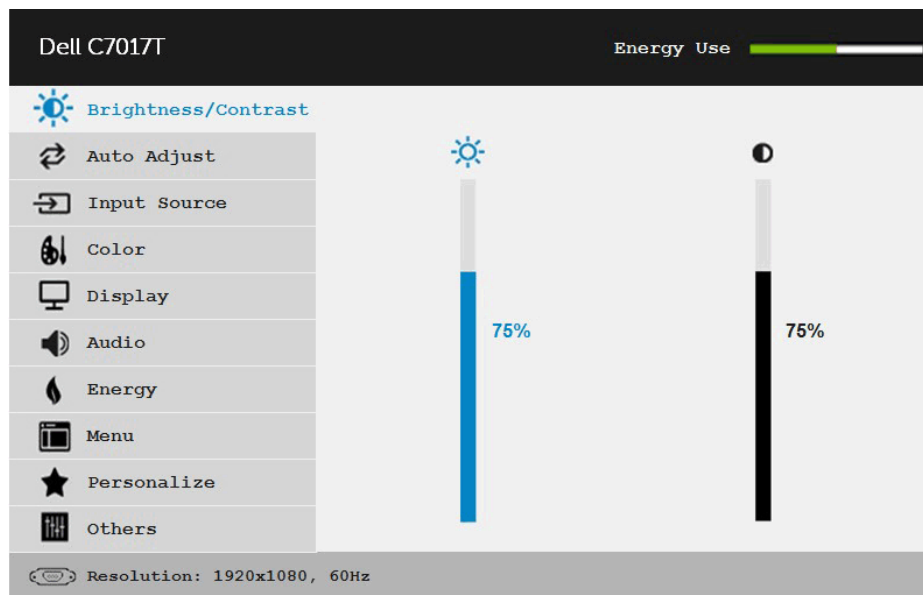 Dell C7017T
Energy Use
Brightness/Contrast
Auto Adjust
Input Source
Color
Display
75%
75%
Audio
Energy
Menu
Personalize
Others
Resolution: 1920x1080, 60Hz